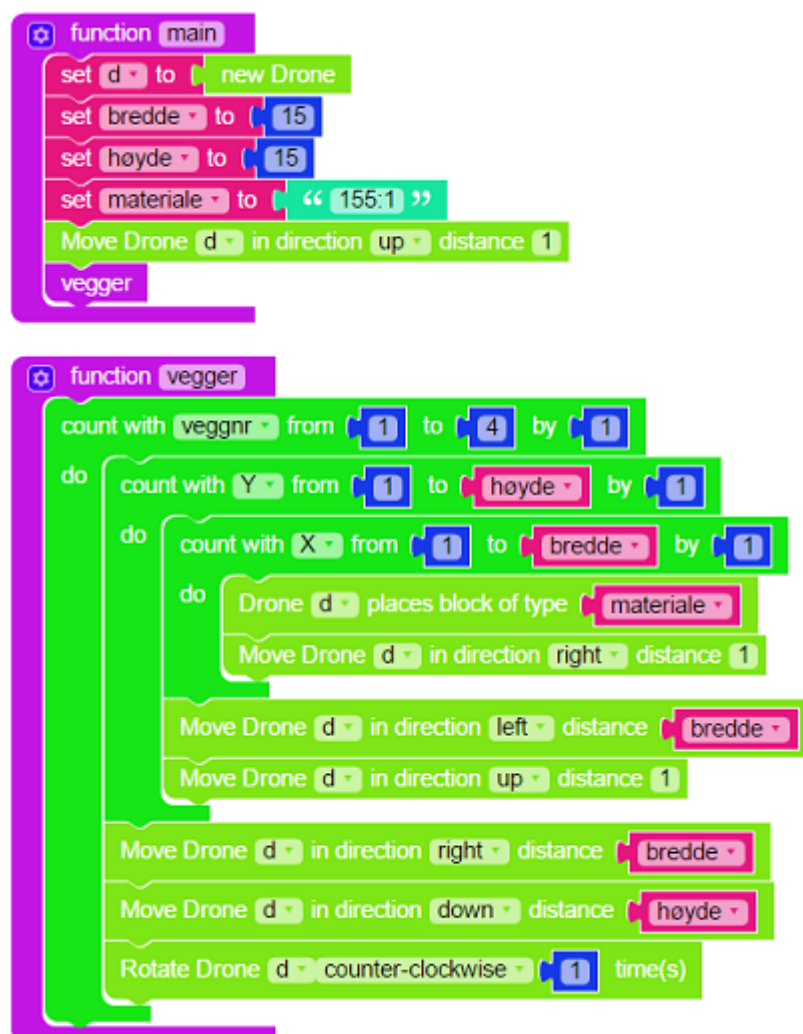 function main
set d to new Drone
set bredde to 15
set høyde to 15
set materiale to “ 155:1 ”
Move Drone d in direction up distance 1
vegger
function vegger
count with veggnr from 1 to 4 by 1
do count with Y from 1 to høyde by 1
do count with X from 1 to bredde by 1
do Drone d places block of type materiale
Move Drone d in direction right distance 1
Move Drone d in direction left distance bredde
Move Drone d in direction up distance 1
Move Drone d in direction right distance bredde
Move Drone d in direction down distance høyde
Rotate Drone d counter-clockwise 1 time(s)